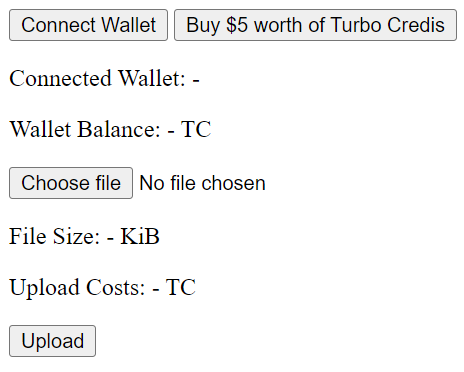 Connect Wallet Buy $5 worth of Turbo Credis
Connected Wallet: -
Wallet Balance: - TC
Choose file No file chosen
File Size: - KiB
Upload Costs: - TC
Upload